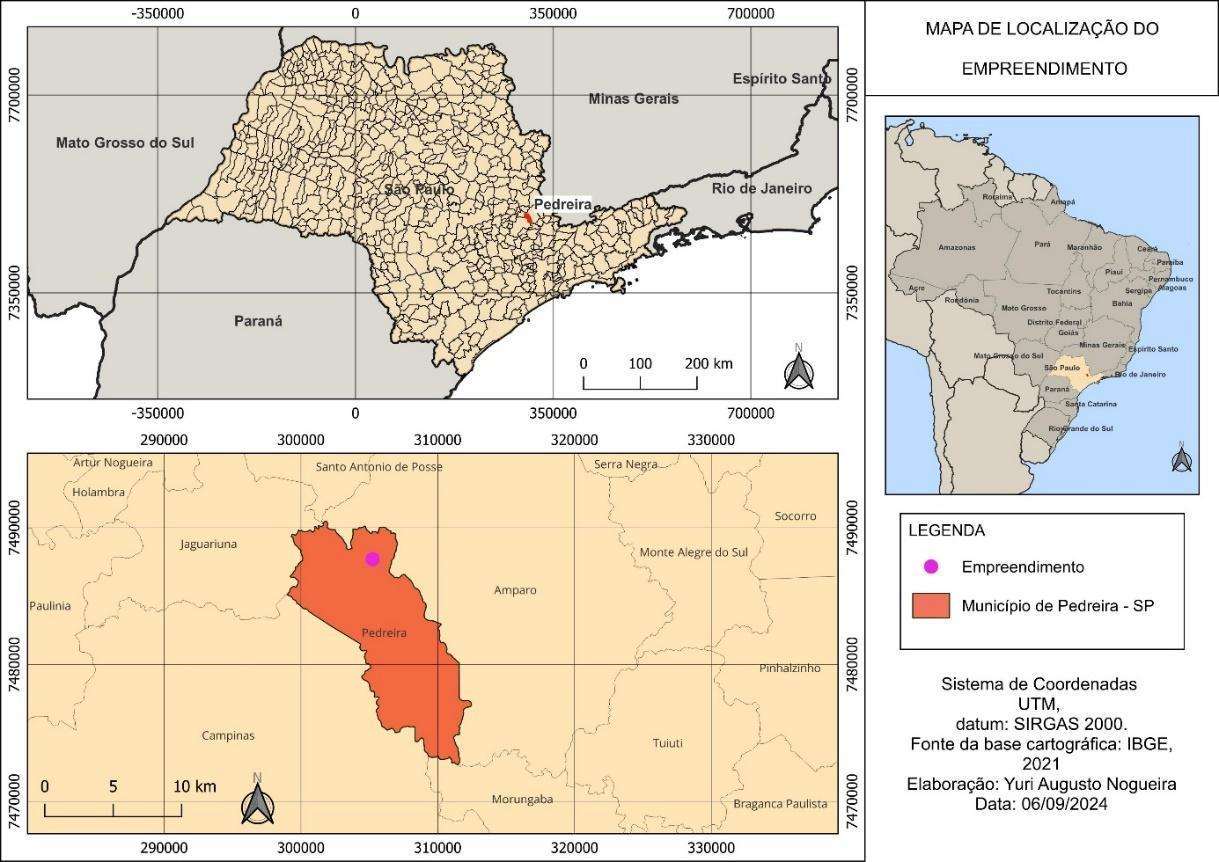 -350000 0 350000 700000
7700000
7350000
Mato Grosso do Sul
São Paulo
Minas Gerais
Espírito Santo
Rio de Janeiro
Pedreira
Paraná
0 100 200 km
N
7700000
7350000
-350000 0 350000 700000
290000 300000 310000 320000 330000
7490000
7480000
7470000
Artur Nogueira
Santo Antonio de Posse
Serra Negra
Holambra
Socorro
Jaguariuna
Monte Alegre do Sul
Amparo
Paulinia
Pedreira
Pinhalzinho
Campinas
Tuiuti
Morungaba
Braganca Paulista
0 5 10 km
N
7490000
7480000
7470000
290000 300000 310000 320000 330000
MAPA DE LOCALIZAÇÃO DO
EMPREENDIMENTO
Roraima
Amapá
Amazonas
Pará
Maranhão
Ceará
Paraíba
Piauí
Pernambuco
Acre
Tocantins
Sergipe
Alagoas
Rondônia
Mato Grosso
Bahia
Distrito Federal
Goiás
Minas Gerais
Espírito Santo
Mato Grosso do Sul
São Paulo
Rio de Janeiro
Paraná
Santa Catarina
Rio Grande do Sul
N
LEGENDA
Empreendimento
Município de Pedreira - SP
Sistema de Coordenadas
UTM,
datum: SIRGAS 2000.
Fonte da base cartográfica: IBGE,
2021
Elaboração: Yuri Augusto Nogueira
Data: 06/09/2024